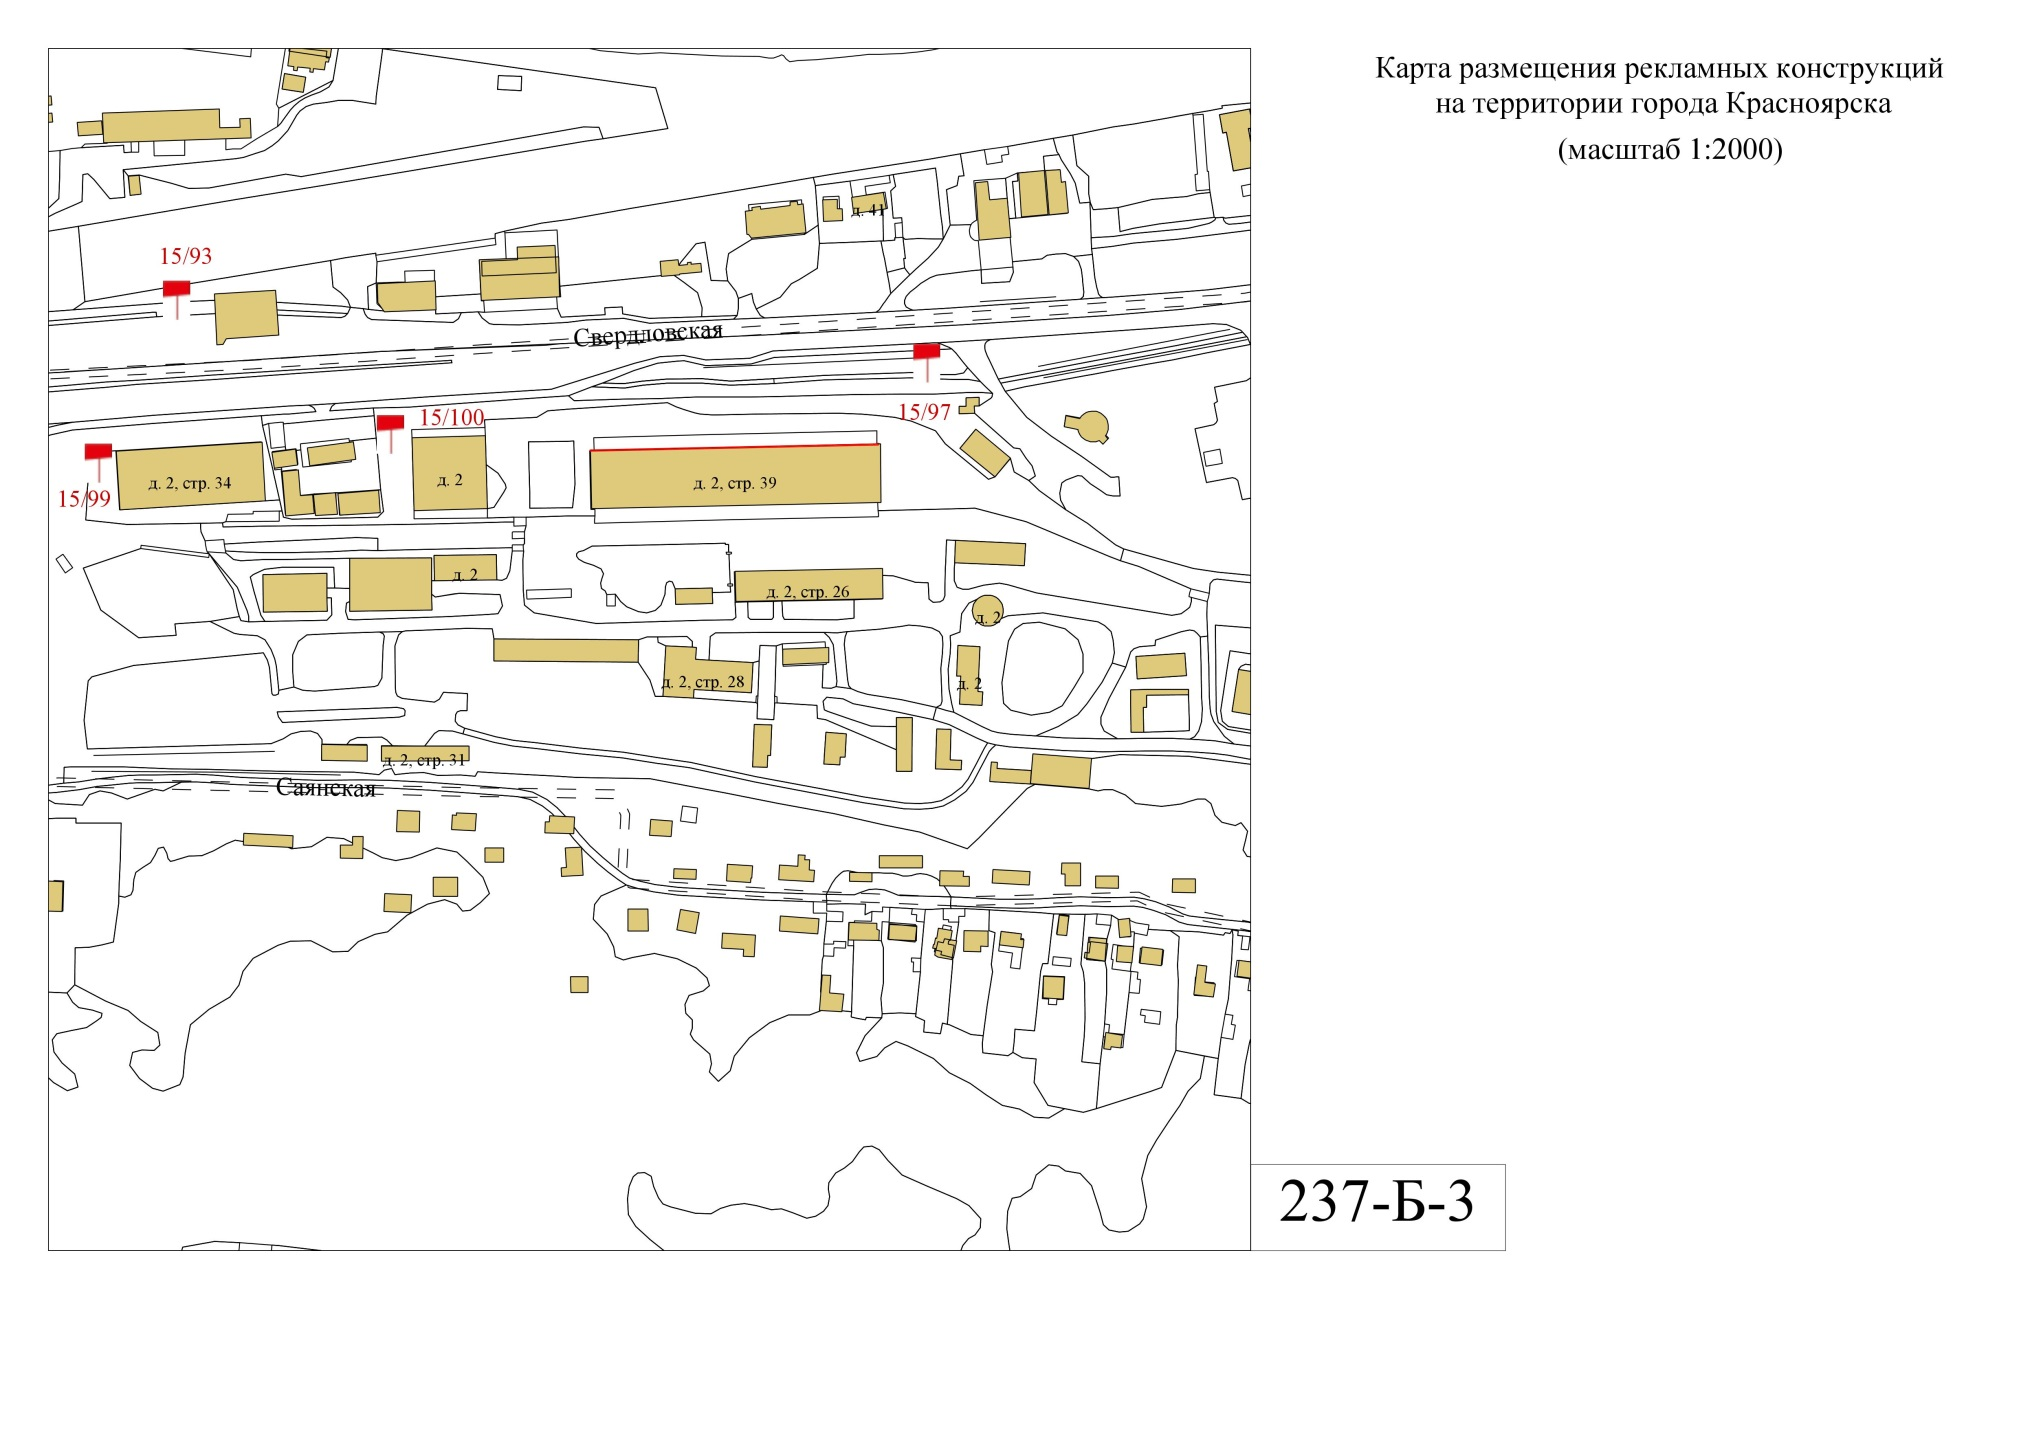 Карта размещения рекламных конструкций
на территории города Красноярска
(масштаб 1:2000)
д. 41
15/93
Свердловская
15/97
15/100
15/99
д. 2, стр. 34
д. 2
д. 2, стр. 39
д. 2
д. 2, стр. 26
д. 2
д. 2, стр. 28
д. 2
д. 2, стр. 31
Саянская
237-Б-3